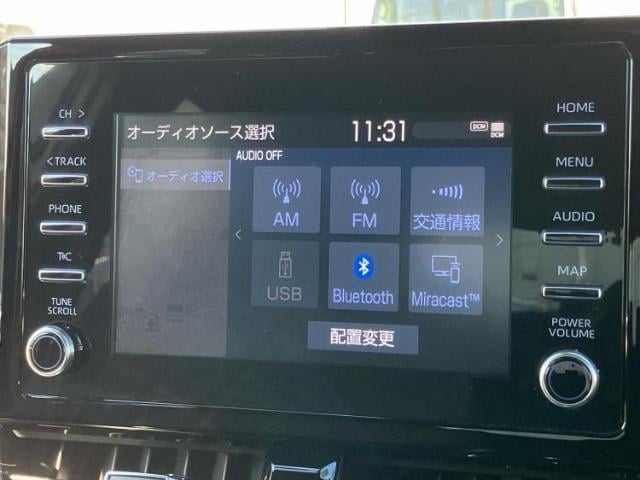 CH >
< TRACK
PHONE
T/C
TUNE
SCROLL
オーディオソース選択
11:31
DCM
DCM
AUDIO OFF
オーディオ選択
AM
FM
交通情報
USB
Bluetooth
Miracast™
配置変更
HOME
MENU
AUDIO
MAP
POWER
VOLUME